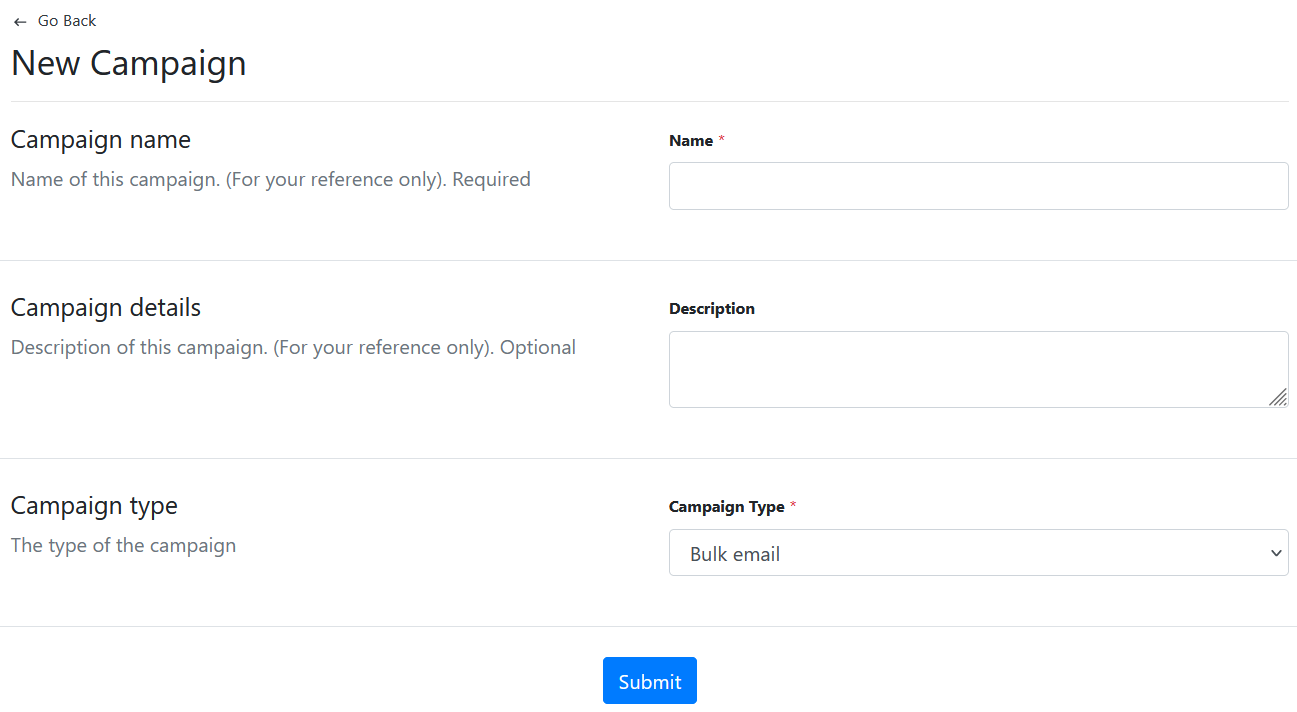 ← Go Back
New Campaign
Campaign name
Name of this campaign. (For your reference only). Required
Name *
Campaign details
Description of this campaign. (For your reference only). Optional
Description
Campaign type
The type of the campaign
Campaign Type *
Bulk email
Submit